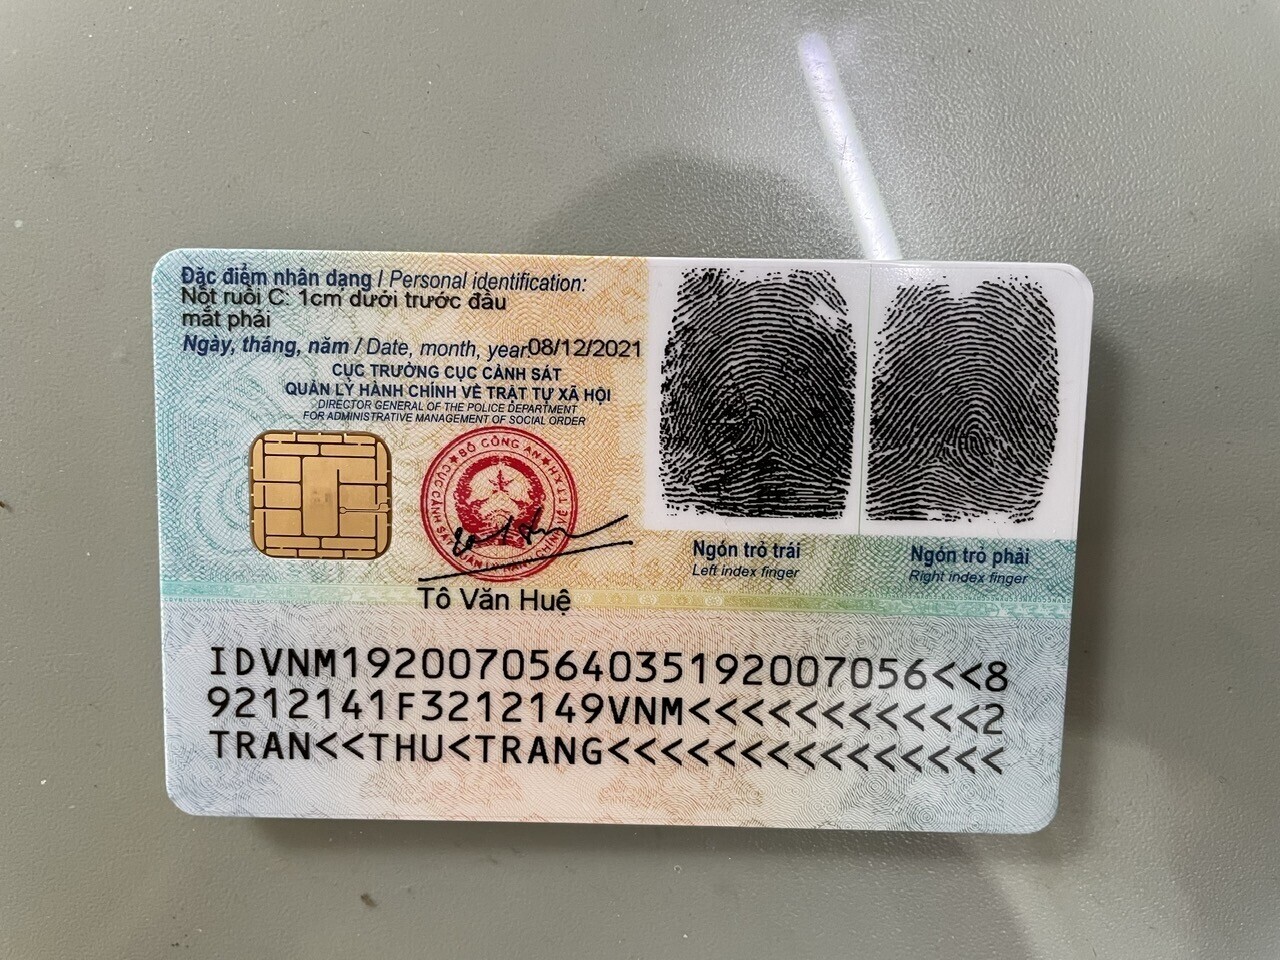 Đặc điểm nhân dạng / Personal identification:
Nốt ruồi C: 1cm dưới trước đầu
mắt phải
Ngày, tháng, năm / Date, month, year: 08/12/2021
CỤC TRƯỞNG CỤC CẢNH SÁT
QUẢN LÝ HÀNH CHÍNH VỀ TRẬT TỰ XÃ HỘI
DIRECTOR GENERAL OF THE POLICE DEPARTMENT
FOR ADMINISTRATIVE MANAGEMENT OF SOCIAL ORDER
BỘ CÔNG AN
Tô Văn Huệ
Ngón trỏ trái
Left index finger
Ngón trỏ phải
Right index finger
IDVNM1920070564035192007056<<8
9212141F3212149VNM<<<<<<<<<<<2
TRAN<<THU<TRANG<<<<<<<<<<<<<<<